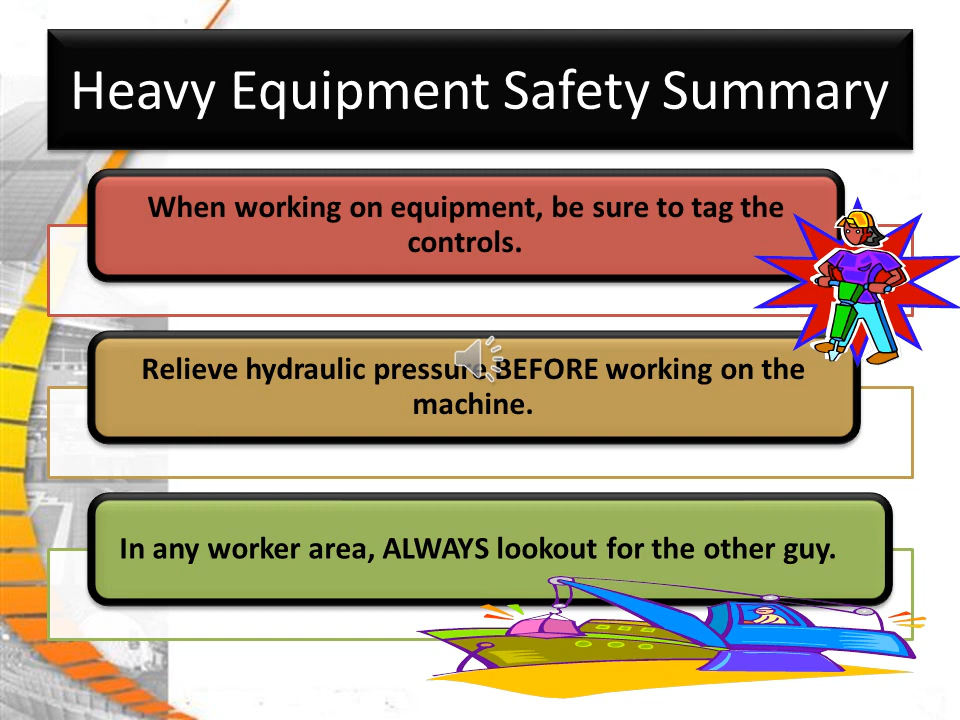 Heavy Equipment Safety Summary
When working on equipment, be sure to tag the
controls.
Relieve hydraulic pressure BEFORE working on the
machine.
In any worker area, ALWAYS lookout for the other guy.